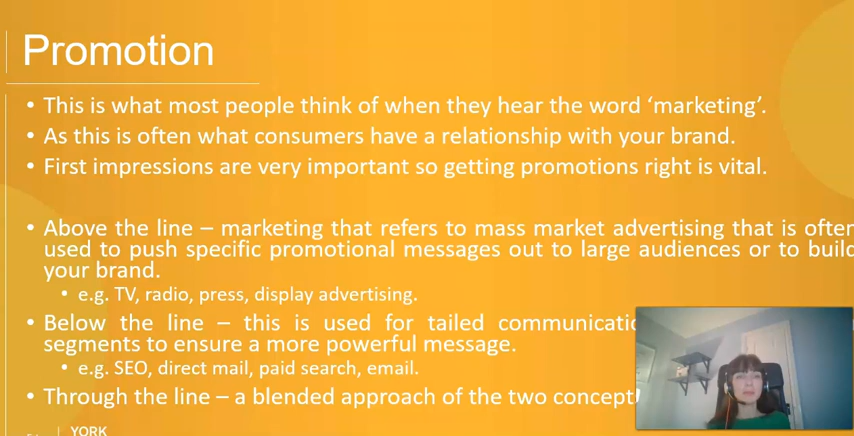 Promotion
• This is what most people think of when they hear the word ‘marketing’.
• As this is often what consumers have a relationship with your brand.
• First impressions are very important so getting promotions right is vital.
• Above the line – marketing that refers to mass market advertising that is often
used to push specific promotional messages out to large audiences or to build
your brand.
• e.g. TV, radio, press, display advertising.
• Below the line – this is used for tailed
segments to ensure a more powerful message.
• e.g. SEO, direct mail, paid search, email.
• Through the line – a blended approach of the two
YORK